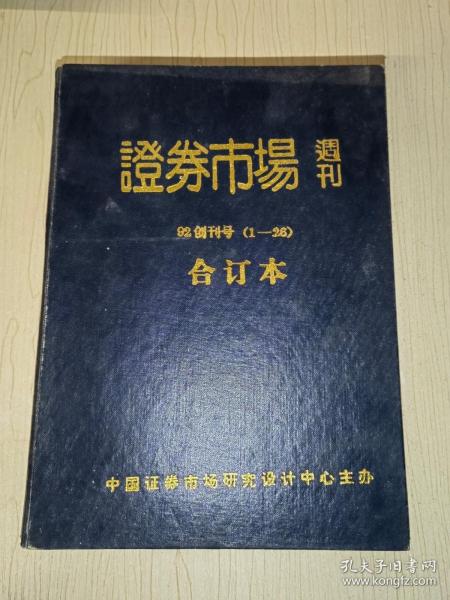 證券市場 週刊
92创刊号（1—26）
合订本
中国证券市场研究设计中心主办
孔夫子旧书网
www.kongfz.com